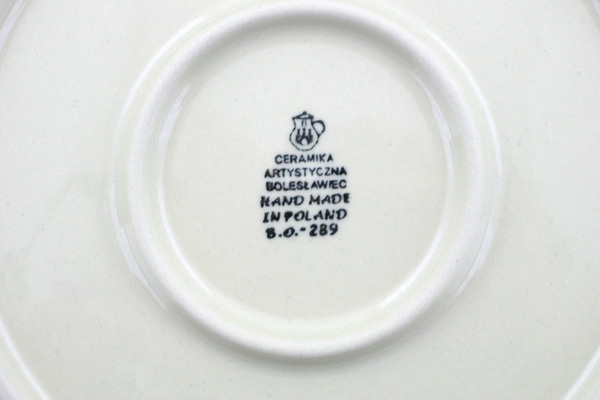 CERAMIKA
ARTYSTYCZNA
BOLESŁAWIEC
HAND MADE
IN POLAND
B.O.-289